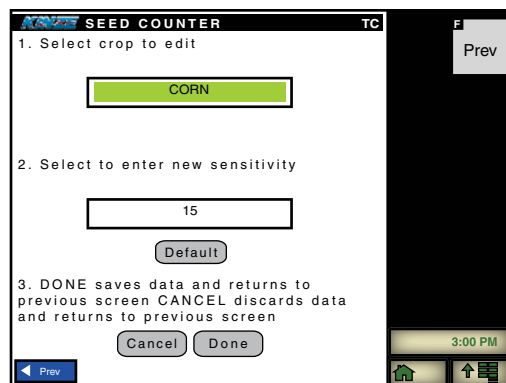 KINZE SEED COUNTER TC
F
Prev
1. Select crop to edit
CORN
2. Select to enter new sensitivity
15
Default
3. DONE saves data and returns to
previous screen CANCEL discards data
and returns to previous screen
Cancel Done
3:00 PM
Prev